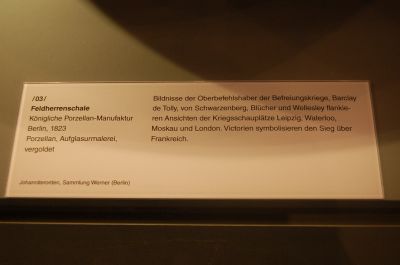 /03/
Feldherrenschale
Königliche Porzellan-Manufaktur
Berlin, 1823
Porzellan, Aufglasurmalerei,
vergoldet
Bildnisse der Oberbefehlshaber der Befreiungskriege, Barclay
de Tolly, von Schwarzenberg, Blücher und Wellesley flankie-
ren Ansichten der Kriegsschauplätze Leipzig, Waterloo,
Moskau und London. Victorien symbolisieren den Sieg über
Frankreich.
Johanniterorden, Sammlung Werner (Berlin)